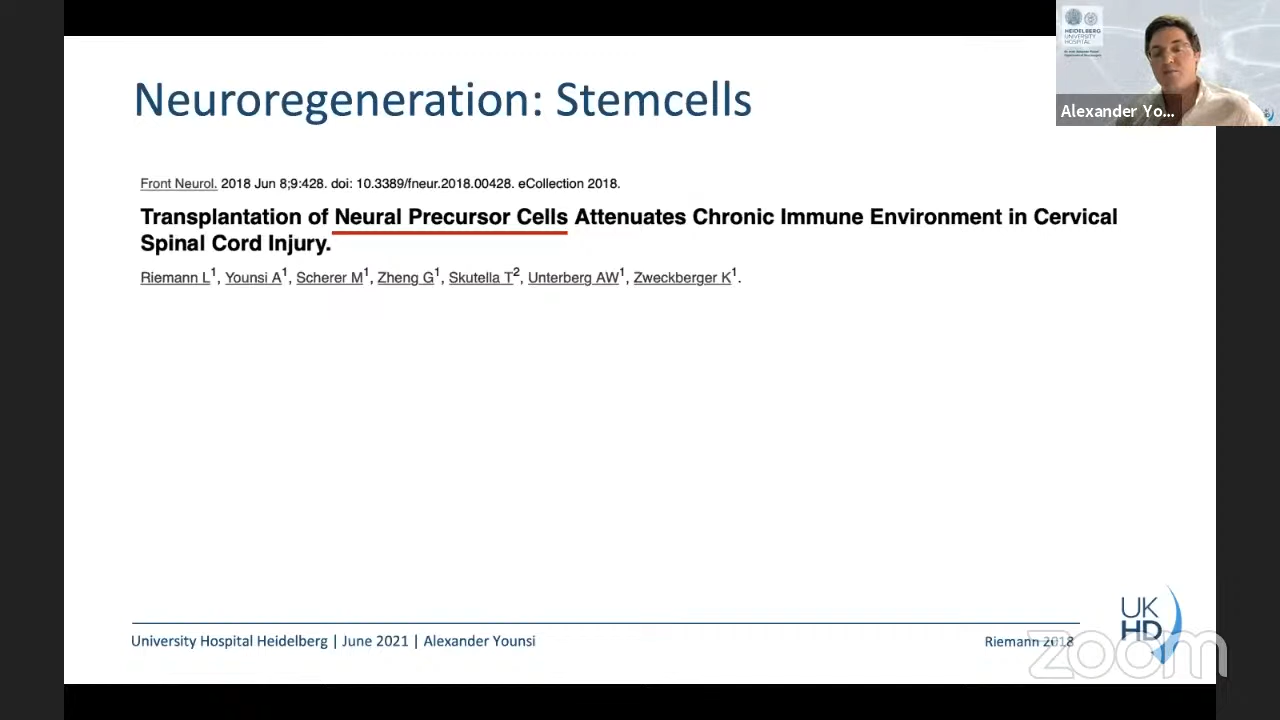 Neuroregeneration: Stemcells
HEIDELBERG
UNIVERSITY
HOSPITAL
Alexander Yo...
Front Neurol. 2018 Jun 8;9:428. doi: 10.3389/fneur.2018.00428. eCollection 2018.
Transplantation of Neural Precursor Cells Attenuates Chronic Immune Environment in Cervical
Spinal Cord Injury.
Riemann L1, Younsi A1, Scherer M1, Zheng G1, Skutella T2, Unterberg AW1, Zweckberger K1.
University Hospital Heidelberg | June 2021 | Alexander Younsi
Riemann 2018
UK
HD
zoom